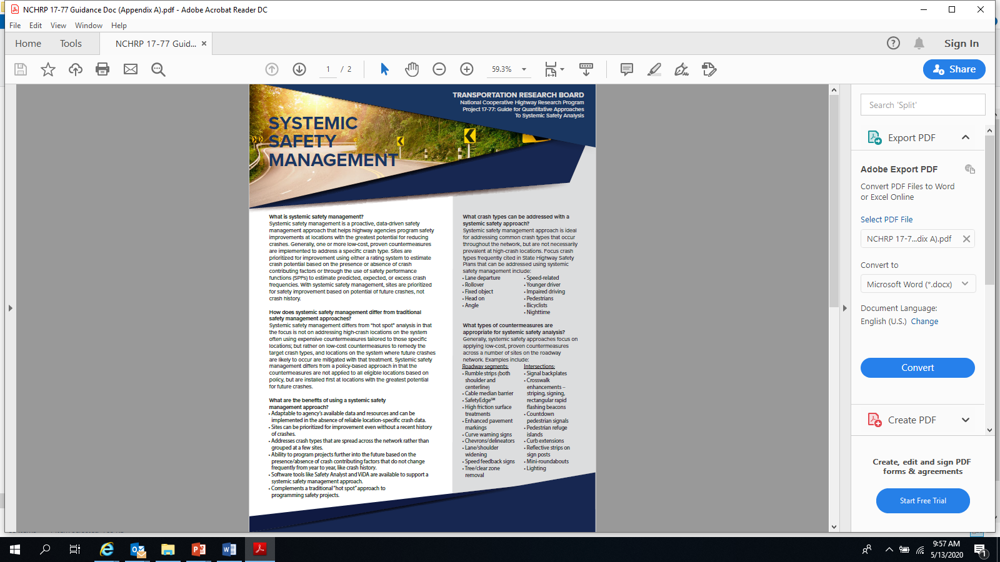 NCHRP 17-77 Guidance Doc (Appendix A).pdf - Adobe Acrobat Reader DC
File Edit View Window Help
Home Tools NCHRP 17-77 Guid... × Sign In
1 / 2 59.3% Share
TRANSPORTATION RESEARCH BOARD
National Cooperative Highway Research Program
Project 17-77: Guide for Quantitative Approaches
To Systemic Safety Analysis
SYSTEMIC
SAFETY
MANAGEMENT
What is systemic safety management?
Systemic safety management is a proactive, data-driven safety
management approach that helps highway agencies program safety
improvements at locations with the greatest potential for reducing
crashes. Generally, one or more low-cost, proven countermeasures
are implemented to address a specific crash type. Sites are
prioritized for improvement using either a rating system to estimate
crash potential based on the presence or absence of crash
contributing factors or through the use of safety performance
functions (SPFs) to estimate predicted, expected, or excess crash
frequencies. With systemic safety management, sites are prioritized
for safety improvement based on potential of future crashes, not
crash history.
How does systemic safety management differ from traditional
safety management approaches?
Systemic safety management differs from "hot spot" analysis in that
the focus is not on addressing high-crash locations on the system
often using expensive countermeasures tailored to those specific
locations; but rather on low-cost countermeasures to remedy the
target crash types, and locations on the system where future crashes
are likely to occur are mitigated with that treatment. Systemic safety
management differs from a policy-based approach in that the
countermeasures are not applied to all eligible locations based on
policy, but are installed first at locations with the greatest potential
for future crashes.
What are the benefits of using a systemic safety
management approach?
• Adaptable to agency's available data and resources and can be
implemented in the absence of reliable location-specific crash data.
• Sites can be prioritized for improvement even without a recent history
of crashes.
• Addresses crash types that are spread across the network rather than
grouped at a few sites.
• Ability to program projects further into the future based on the
presence/absence of crash contributing factors that do not change
frequently from year to year, like crash history.
• Software tools like Safety Analyst and ViDA are available to support a
systemic safety management approach.
• Complements a traditional "hot spot" approach to
programming safety projects.
What crash types can be addressed with a
systemic safety approach?
Systemic safety management approach is ideal
for addressing common crash types that occur
throughout the network, but are not necessarily
prevalent at high-crash locations. Focus crash
types frequently cited in State Highway Safety
Plans that can be addressed using systemic
safety management include:
• Lane departure
• Rollover
• Fixed object
• Head on
• Angle
• Speed-related
• Younger driver
• Impaired driving
• Pedestrians
• Bicyclists
• Nighttime
What types of countermeasures are
appropriate for systemic safety analysis?
Generally, systemic safety approaches focus on
applying low-cost, proven countermeasures
across a number of sites on the roadway
network. Examples include:
Roadway segments:
• Rumble strips (both
shoulder and
centerline)
• Cable median barrier
• SafetyEdge℠
• High friction surface
treatments
• Enhanced pavement
markings
• Curve warning signs
• Chevrons/delineators
• Lane/shoulder
widening
• Speed feedback signs
• Tree/clear zone
removal
Intersections:
• Signal backplates
• Crosswalk
enhancements –
striping, signing,
rectangular rapid
flashing beacons
• Countdown
pedestrian signals
• Pedestrian refuge
islands
• Curb extensions
• Reflective strips on
sign posts
• Mini-roundabouts
• Lighting
Search 'Split'
Export PDF
Adobe Export PDF
Convert PDF Files to Word
or Excel Online
Select PDF File
NCHRP 17-7...dix A).pdf
Convert to
Microsoft Word (*.docx)
Document Language:
English (U.S.) Change
Convert
Create PDF
Create, edit and sign PDF
forms & agreements
Start Free Trial
9:57 AM
5/13/2020
1